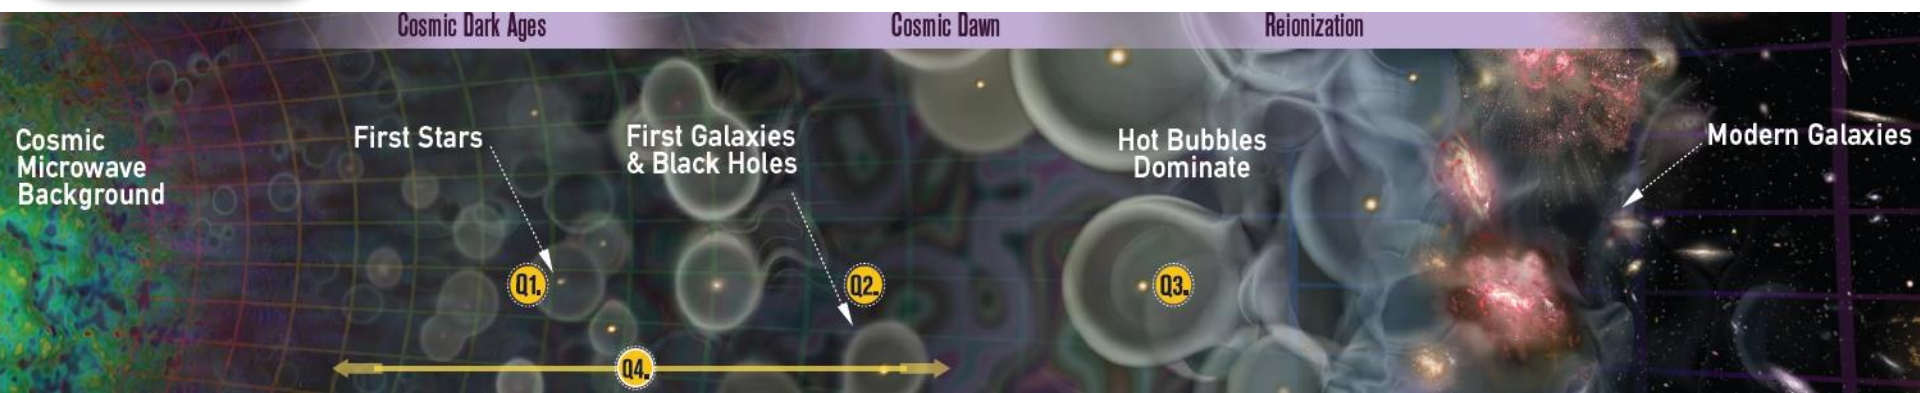 Cosmic Dark Ages
Cosmic Dawn
Reionization
Cosmic
Microwave
Background
First Stars
First Galaxies
& Black Holes
Hot Bubbles
Dominate
Modern Galaxies
Q1.
Q2.
Q3.
Q4.